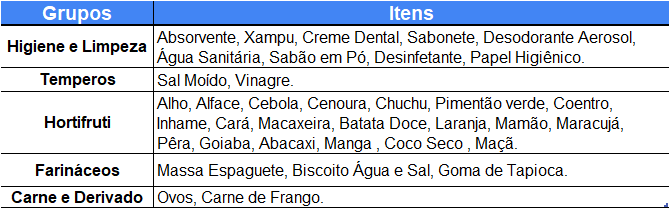 Grupos Itens
Higiene e Limpeza
Absorvente, Xampu, Creme Dental, Sabonete, Desodorante Aerosol,
Água Sanitária, Sabão em Pó, Desinfetante, Papel Higiênico.
Temperos
Sal Moído, Vinagre.
Hortifruti
Alho, Alface, Cebola, Cenoura, Chuchu, Pimentão verde, Coentro,
Inhame, Cará, Macaxeira, Batata Doce, Laranja, Mamão, Maracujá,
Pêra, Goiaba, Abacaxi, Manga , Coco Seco , Maçã.
Farináceos
Massa Espaguete, Biscoito Água e Sal, Goma de Tapioca.
Carne e Derivado
Ovos, Carne de Frango.